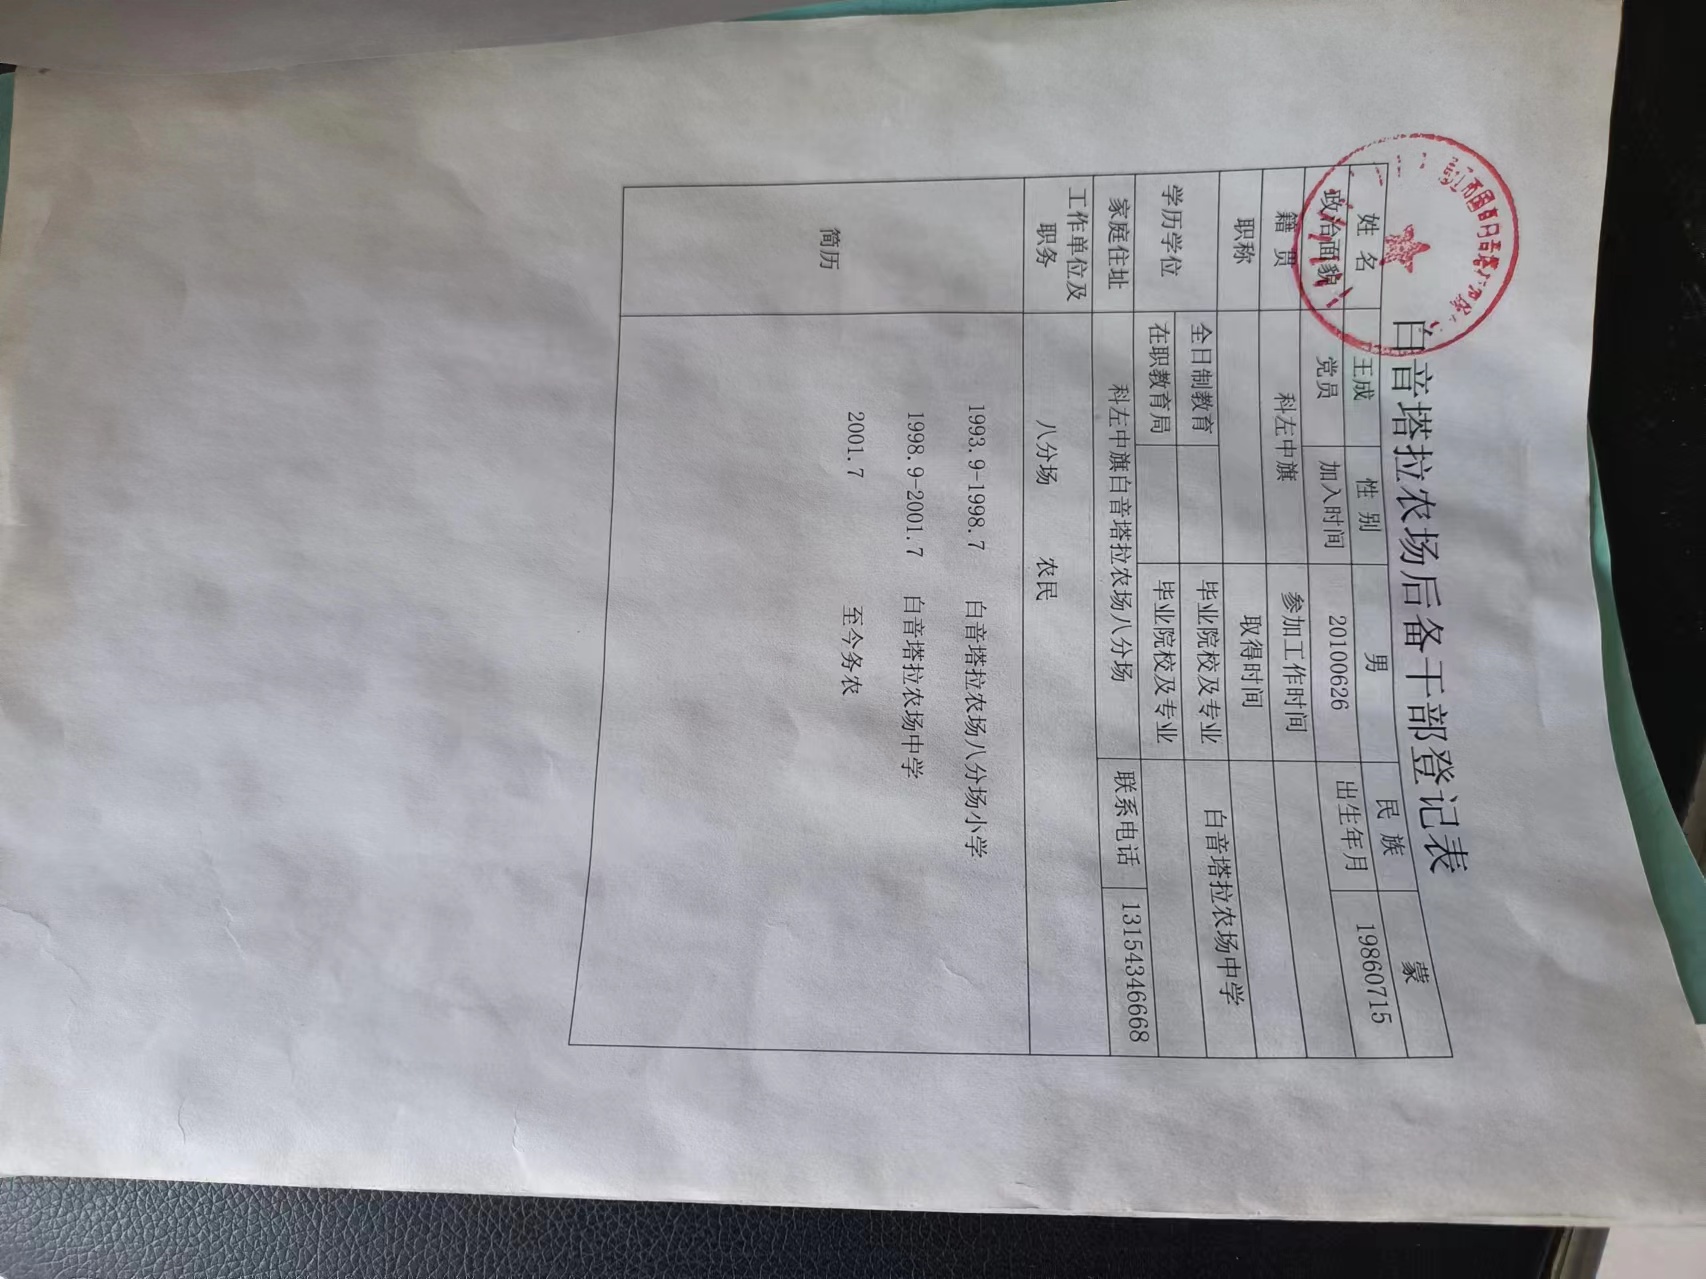 白音塔拉农场后备干部登记表
姓 名 王成 性 别 男 民 族 蒙
政治面貌 党员 加入时间 20100626 出生年月 19860715
籍 贯 科左中旗 参加工作时间
职称 取得时间
学历学位 全日制教育 毕业院校及专业 白音塔拉农场中学
在职教育局 毕业院校及专业
家庭住址 科左中旗白音塔拉农场八分场 联系电话 13154346668
工作单位及
职务 八分场 农民
简历
1993.9-1998.7 白音塔拉农场八分场小学
1998.9-2001.7 白音塔拉农场中学
2001.7 至今务农